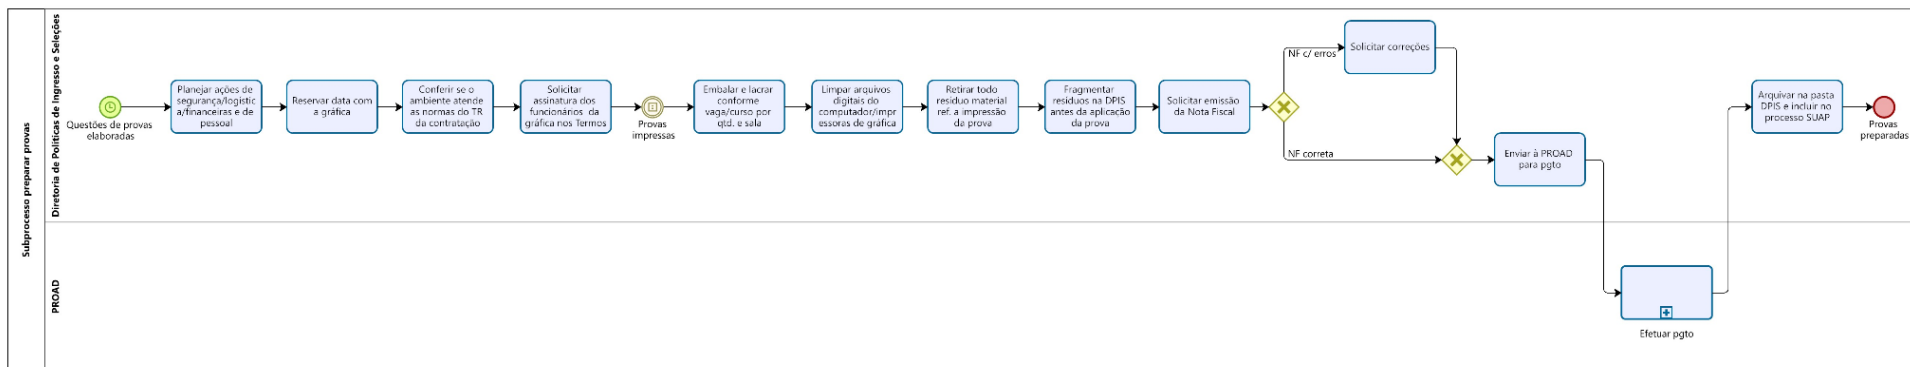 Subprocesso preparar provas
Diretoria de Políticas de Ingresso e Seleções
Questões de provas
elaboradas
Planejar ações de
segurança/logístic
a/financeiras e de
pessoal
Reservar data com
a gráfica
Conferir se o
ambiente atende
as normas do TR
da contratação
Solicitar
assinatura dos
funcionários da
gráfica nos Termos
Provas
impressas
Embalar e lacrar
conforme
vaga/curso por
qtd. e sala
Limpar arquivos
digitais do
computador/impr
essoras de gráfica
Retirar todo
resíduo material
ref. a impressão
da prova
Fragmentar
resíduos na DPIS
antes da aplicação
da prova
Solicitar emissão
da Nota Fiscal
NF c/ erros
Solicitar correções
NF correta
Enviar à PROAD
para pgto
Arquivar na pasta
DPIS e incluir no
processo SUAP
Provas
preparadas
PROAD
Efetuar pgto